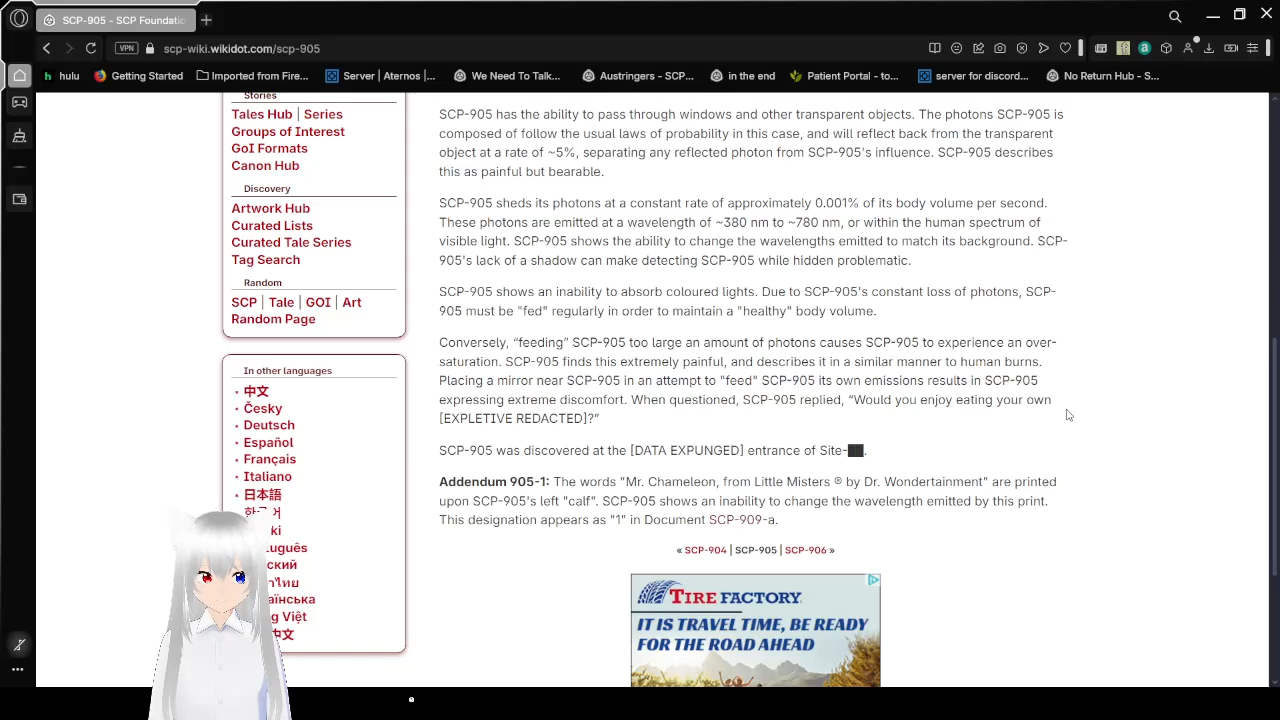 SCP-905 - SCP Foundatio
VPN
scp-wiki.wikidot.com/scp-905
hulu
Getting Started
Imported from Fire...
Server | Aternos |...
We Need To Talk...
Austringers - SCP...
in the end
Patient Portal - to...
server for discord...
No Return Hub - S...
Stories
Tales Hub | Series
Groups of Interest
GoI Formats
Canon Hub
Discovery
Artwork Hub
Curated Lists
Curated Tale Series
Tag Search
Random
SCP | Tale | GOI | Art
Random Page
In other languages
中文
Česky
Deutsch
Español
Français
Italiano
日本語
SCP-905 has the ability to pass through windows and other transparent objects. The photons SCP-905 is
composed of follow the usual laws of probability in this case, and will reflect back from the transparent
object at a rate of ~5%, separating any reflected photon from SCP-905's influence. SCP-905 describes
this as painful but bearable.
SCP-905 sheds its photons at a constant rate of approximately 0.001% of its body volume per second.
These photons are emitted at a wavelength of ~380 nm to ~780 nm, or within the human spectrum of
visible light. SCP-905 shows the ability to change the wavelengths emitted to match its background. SCP-
905's lack of a shadow can make detecting SCP-905 while hidden problematic.
SCP-905 shows an inability to absorb coloured lights. Due to SCP-905's constant loss of photons, SCP-
905 must be "fed" regularly in order to maintain a "healthy" body volume.
Conversely, “feeding” SCP-905 too large an amount of photons causes SCP-905 to experience an over-
saturation. SCP-905 finds this extremely painful, and describes it in a similar manner to human burns.
Placing a mirror near SCP-905 in an attempt to "feed" SCP-905 its own emissions results in SCP-905
expressing extreme discomfort. When questioned, SCP-905 replied, “Would you enjoy eating your own
[EXPLETIVE REDACTED]?”
SCP-905 was discovered at the [DATA EXPUNGED] entrance of Site-██.
Addendum 905-1: The words "Mr. Chameleon, from Little Misters ® by Dr. Wondertainment" are printed
upon SCP-905's left "calf". SCP-905 shows an inability to change the wavelength emitted by this print.
This designation appears as "1" in Document SCP-909-a.
« SCP-904 | SCP-905 | SCP-906 »
TIRE FACTORY
IT IS TRAVEL TIME, BE READY
FOR THE ROAD AHEAD